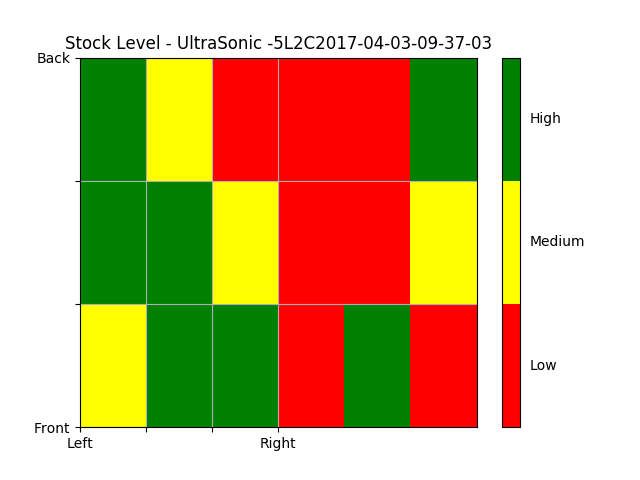 Stock Level - UltraSonic -5L2C2017-04-03-09-37-03
Back
High
Medium
Low
Front
Left
Right